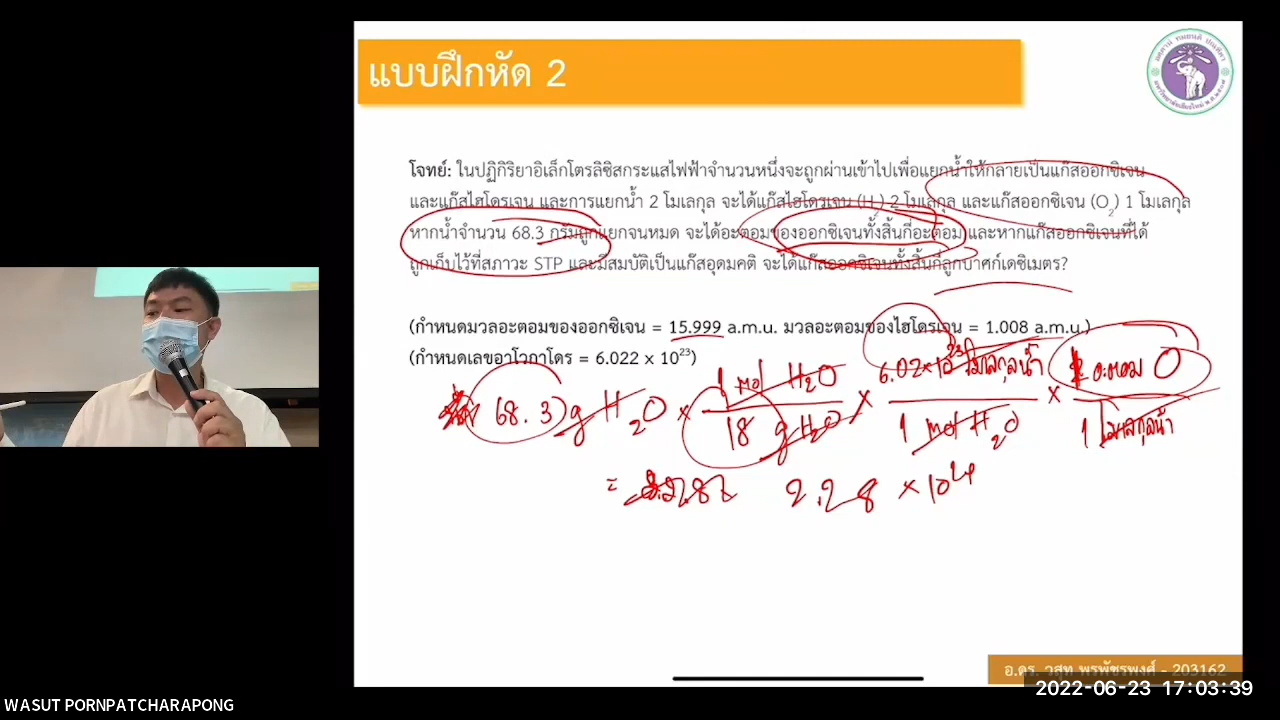 แบบฝึกหัด 2
โจทย์: ในปฏิกิริยาอิเล็กโตรลิซิสกระแสไฟฟ้าจำนวนหนึ่งจะถูกผ่านเข้าไปเพื่อแยกน้ำให้กลายเป็นแก๊สออกซิเจน
และแก๊สไฮโดรเจน และการแยกน้ำ 2 โมเลกุล จะได้แก๊สไฮโดรเจน (H2) 2 โมเลกุล และแก๊สออกซิเจน (O2) 1 โมเลกุล
หากน้ำจำนวน 68.3 กรัมถูกแยกจนหมด จะได้อะตอมของออกซิเจนทั้งสิ้นกี่อะตอม และหากแก๊สออกซิเจนที่ได้
ถูกเก็บไว้ที่สภาวะ STP และมีสมบัติเป็นแก๊สอุดมคติ จะได้แก๊สออกซิเจนทั้งสิ้นกี่ลูกบาศก์เดซิเมตร?
(กำหนดมวลอะตอมของออกซิเจน = 15.999 a.m.u. มวลอะตอมของไฮโดรเจน = 1.008 a.m.u.)
(กำหนดเลขอาโวกาโดร = 6.022 x 10^23)
68.3 g H2O × 1 mol H2O / 18 g H2O × 6.02×10^23 โมเลกุลน้ำ / 1 mol H2O × 1 อะตอม O / 1 โมเลกุลน้ำ
= 2.28 × 10^24
อ.ดร. วสุท พรพัชรพงศ์ - 203162
2022-06-23 17:03:39
WASUT PORNPATCHARAPONG